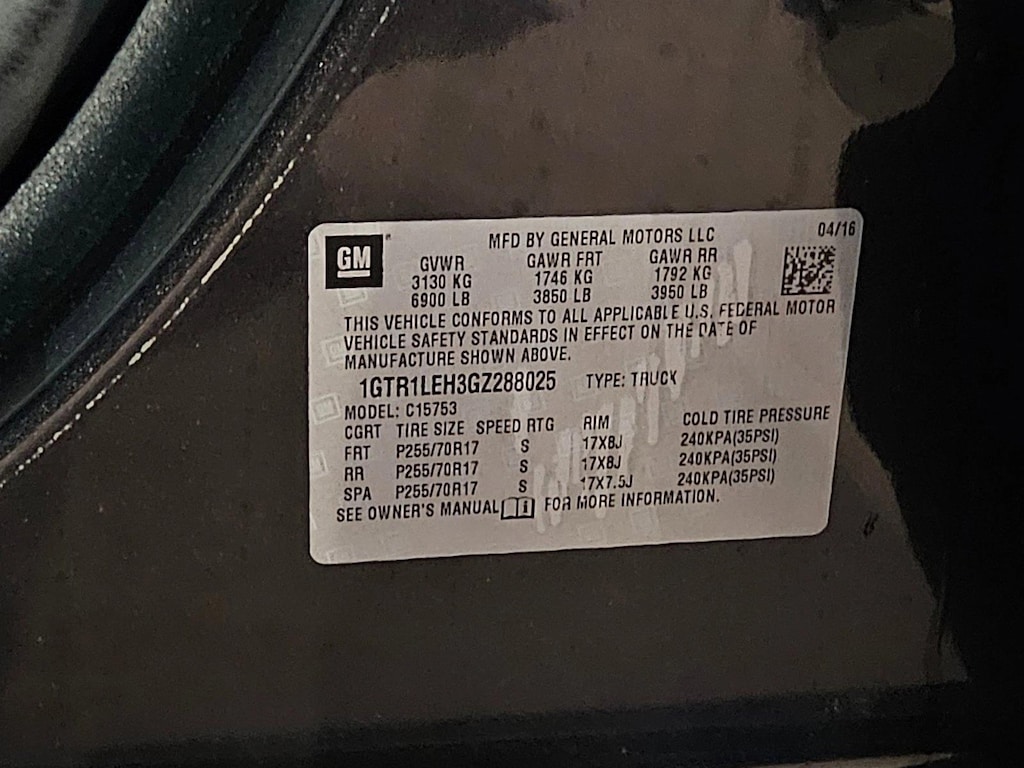 GM
MFD BY GENERAL MOTORS LLC 04/16
GVWR GAWR FRT GAWR RR
3130 KG 1746 KG 1792 KG
6900 LB 3850 LB 3950 LB
THIS VEHICLE CONFORMS TO ALL APPLICABLE U.S. FEDERAL MOTOR
VEHICLE SAFETY STANDARDS IN EFFECT ON THE DATE OF
MANUFACTURE SHOWN ABOVE.
1GTR1LEH3GZ288025 TYPE: TRUCK
MODEL: C15753
CGRT TIRE SIZE SPEED RTG RIM COLD TIRE PRESSURE
FRT P255/70R17 S 17X8J 240KPA(35PSI)
RR P255/70R17 S 17X8J 240KPA(35PSI)
SPA P255/70R17 S 17X7.5J 240KPA(35PSI)
SEE OWNER'S MANUAL FOR MORE INFORMATION.